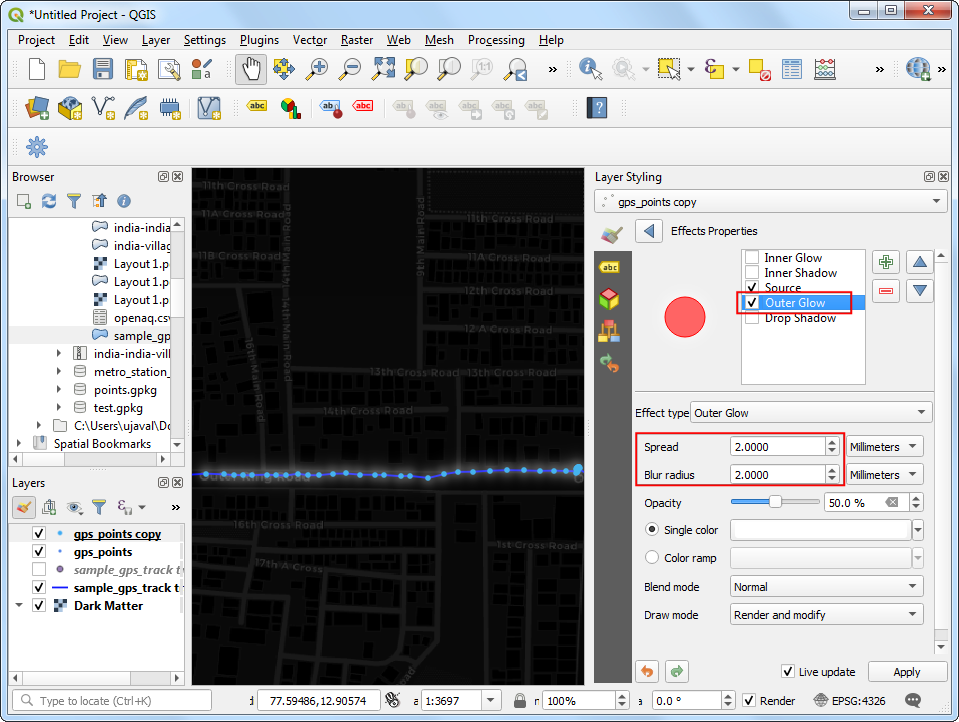 *Untitled Project - QGIS
Project Edit View Layer Settings Plugins Vector Raster Web Mesh Processing Help
»
»
»
abc
abc
ab
abc
?
Browser
india-india
india-villag
Layout 1.p
Layout 1.p
Layout 1.p
openaq.csv
sample_gp
india-india-vill
metro_station_
points.gpkg
test.gpkg
C:\Users\ujaval\Do
Spatial Bookmarks
Layers
»
gps_points copy
gps_points
sample_gps_track t
sample_gps_track t
Dark Matter
11th Cross Road
11A Cross Road
11B Cross Road
14th Main Road
9th Main Road
11th Cross Road
11A Cross Road
12th Cross Road
12 A Cross Road
16th Main Road
13th Cross Road
13th Cross Road
14th Cross Road
16th Cross Road
1st Cross Road
17th A Cross
Layer Styling
gps_points copy
Effects Properties
abc
Inner Glow
Inner Shadow
Source
Outer Glow
Drop Shadow
Effect type Outer Glow
Spread 2.0000 Millimeters
Blur radius 2.0000 Millimeters
Opacity 50.0 %
Single color
Color ramp
Blend mode Normal
Draw mode Render and modify
Live update Apply
Type to locate (Ctrl+K) 77.59486,12.90574 a 1:3697 100% 0.0 ° Render EPSG:4326